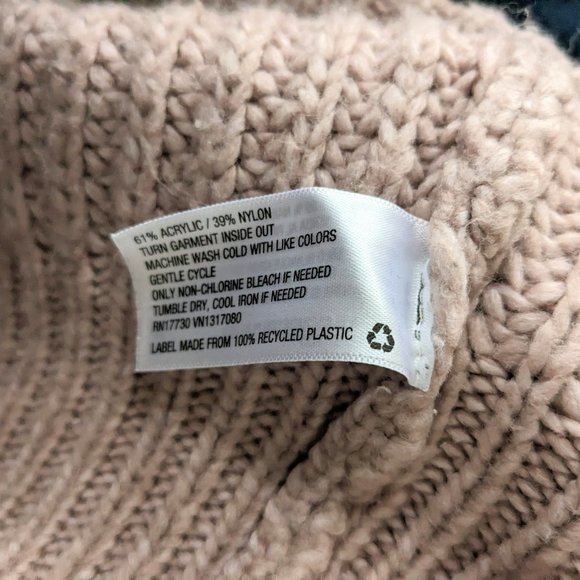 61% ACRYLIC / 39% NYLON
TURN GARMENT INSIDE OUT
MACHINE WASH COLD WITH LIKE COLORS
GENTLE CYCLE
ONLY NON-CHLORINE BLEACH IF NEEDED
TUMBLE DRY, COOL IRON IF NEEDED
RN17730 VN1317080
LABEL MADE FROM 100% RECYCLED PLASTIC